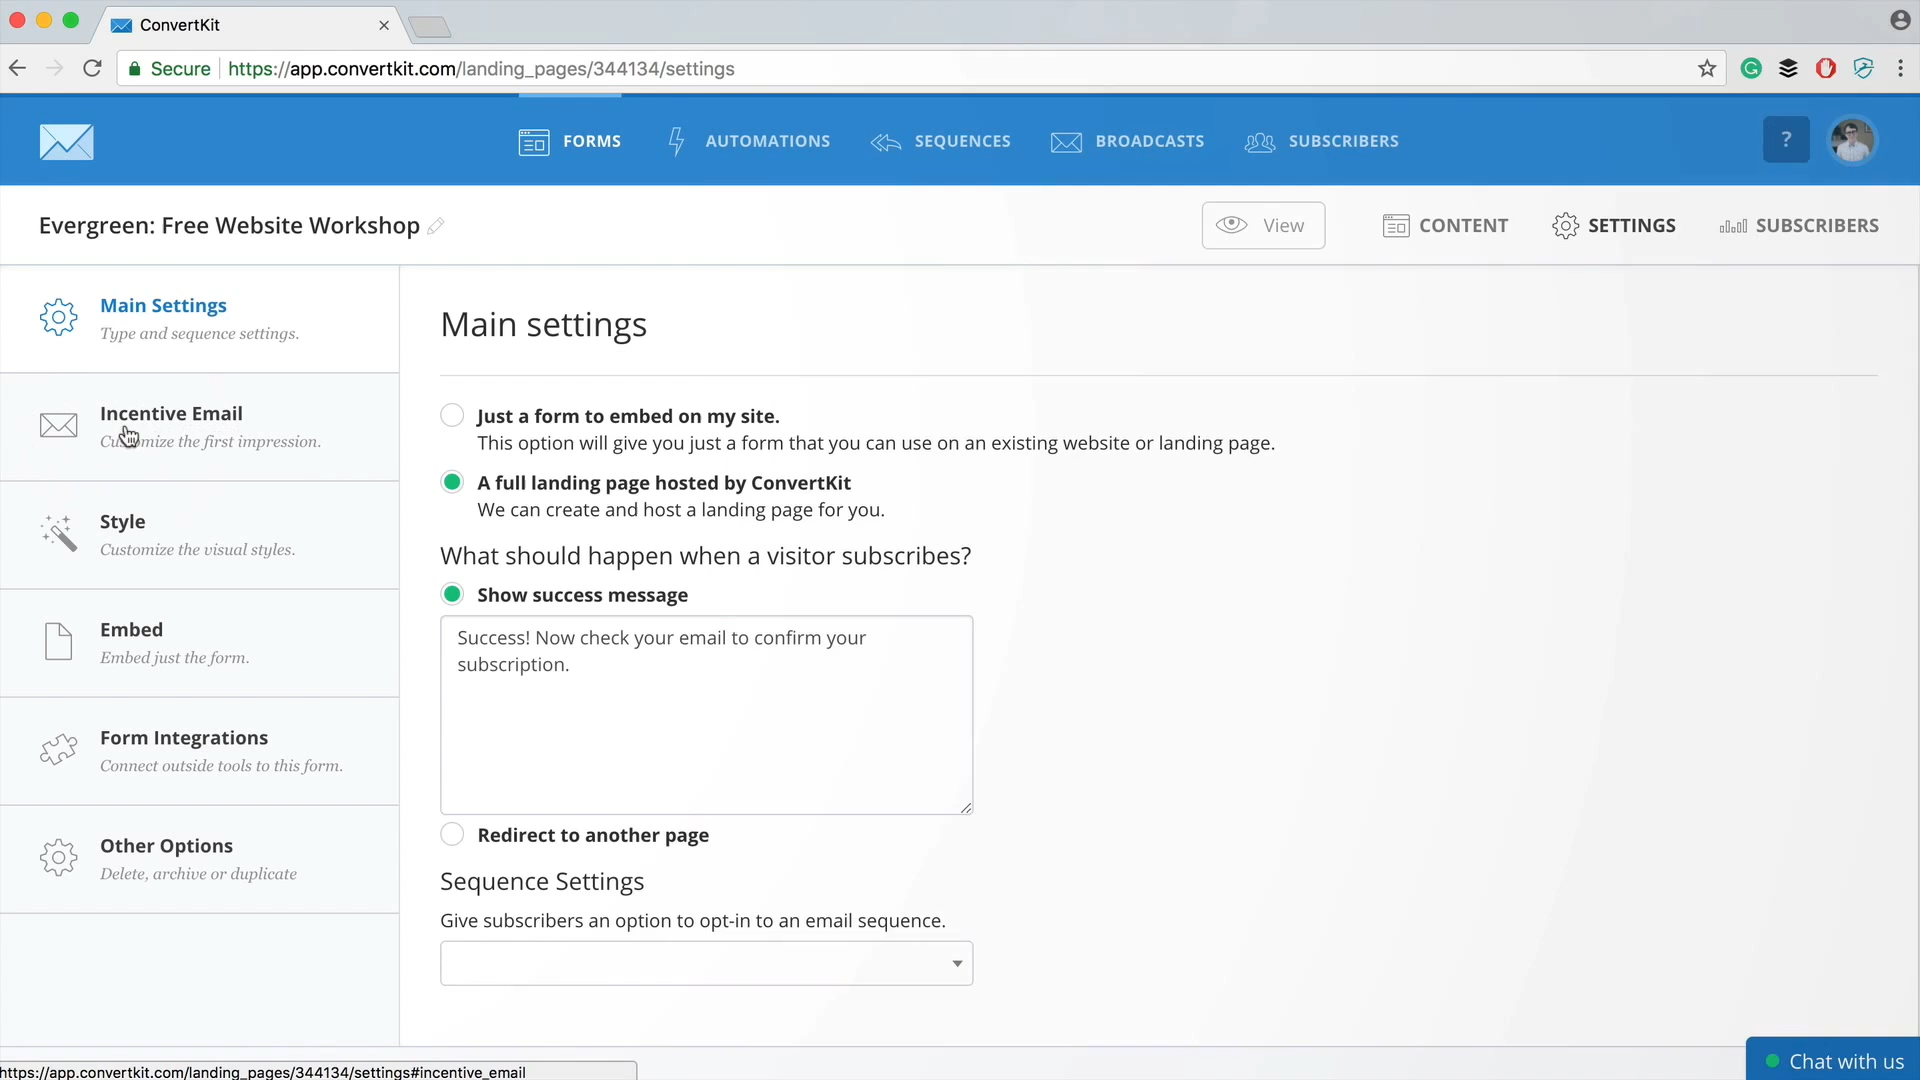 ConvertKit
Secure
https://app.convertkit.com/landing_pages/344134/settings
FORMS
AUTOMATIONS
SEQUENCES
BROADCASTS
SUBSCRIBERS
?
Evergreen: Free Website Workshop
View
CONTENT
SETTINGS
SUBSCRIBERS
Main Settings
Type and sequence settings.
Incentive Email
Customize the first impression.
Style
Customize the visual styles.
Embed
Embed just the form.
Form Integrations
Connect outside tools to this form.
Other Options
Delete, archive or duplicate
Main settings
Just a form to embed on my site.
This option will give you just a form that you can use on an existing website or landing page.
A full landing page hosted by ConvertKit
We can create and host a landing page for you.
What should happen when a visitor subscribes?
Show success message
Success! Now check your email to confirm your
subscription.
Redirect to another page
Sequence Settings
Give subscribers an option to opt-in to an email sequence.
https://app.convertkit.com/landing_pages/344134/settings#incentive_email
Chat with us